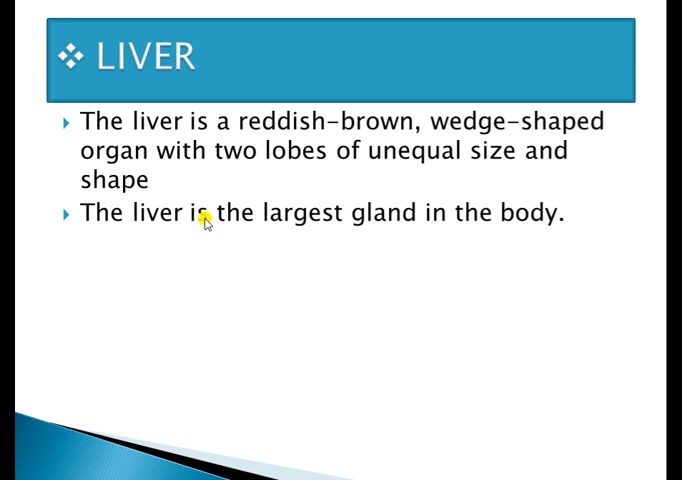 LIVER
The liver is a reddish-brown, wedge-shaped
organ with two lobes of unequal size and
shape
The liver is the largest gland in the body.